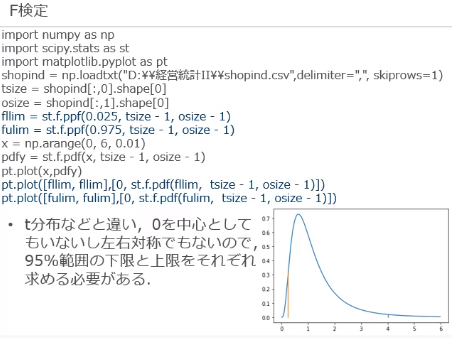 F検定
import numpy as np
import scipy.stats as st
import matplotlib.pyplot as pt
shopind = np.loadtxt("D:¥¥経営統計II¥¥shopind.csv",delimiter=",", skiprows=1)
tsize = shopind[:,0].shape[0]
osize = shopind[:,1].shape[0]
fllim = st.f.ppf(0.025, tsize - 1, osize - 1)
fulim = st.f.ppf(0.975, tsize - 1, osize - 1)
x = np.arange(0, 6, 0.01)
pdfy = st.f.pdf(x, tsize - 1, osize - 1)
pt.plot(x,pdfy)
pt.plot([fllim, fllim],[0, st.f.pdf(fllim,  tsize - 1, osize - 1)])
pt.plot([fulim, fulim],[0, st.f.pdf(fulim,  tsize - 1, osize - 1)])
• t分布などと違い，0を中心として
もいないし左右対称でもないので，
95%範囲の下限と上限をそれぞれ
求める必要がある．
0.7
0.6
0.5
0.4
0.3
0.2
0.1
0.0
0 1 2 3 4 5 6